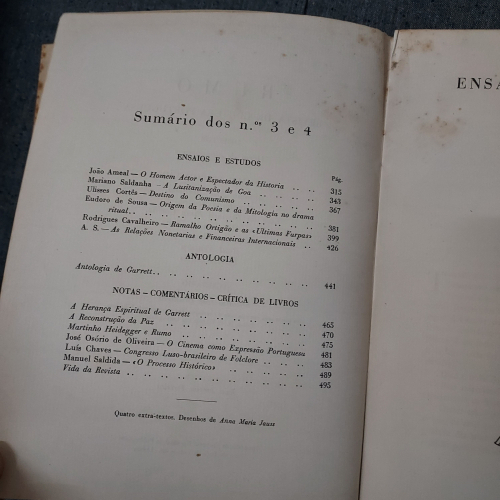 Sumário dos n.os 3 e 4
ENSAIOS E ESTUDOS
Pág.
João Ameal — O Homem Actor e Espectador da Historia .. .. 315
Mariano Saldanha — A Lusitanização de Goa .. .. .. .. 343
Ulisses Cortês — Destino do Comunismo .. .. .. .. .. 367
Eudoro de Sousa — Origem da Poesia e da Mitologia no drama
ritual.. .. .. .. .. .. .. .. .. .. 381
Rodrigues Cavalheiro — Ramalho Ortigão e as «Ultimas Farpas» 399
A. S. — As Relações Monetarias e Financeiras Internacionais .. .. 426
ANTOLOGIA
Antologia de Garrett.. .. .. .. .. .. .. .. .. 441
NOTAS — COMENTÁRIOS — CRÍTICA DE LIVROS
A Herança Espiritual de Garrett .. .. .. .. .. .. 465
A Reconstrução da Paz .. .. .. .. .. .. .. .. 470
Martinho Heidegger e Rumo .. .. .. .. .. .. .. 475
José Osório de Oliveira — O Cinema como Expressão Portuguesa 481
Luís Chaves — Congresso Luso-brasileiro de Folclore .. .. .. 483
Manuel Saldida — «O Processo Histórico» .. .. .. .. .. 489
Vida da Revista .. .. .. .. .. .. .. .. .. 495
Quatro extra-textos. Desenhos de Anna Maria Jauss
ENSA